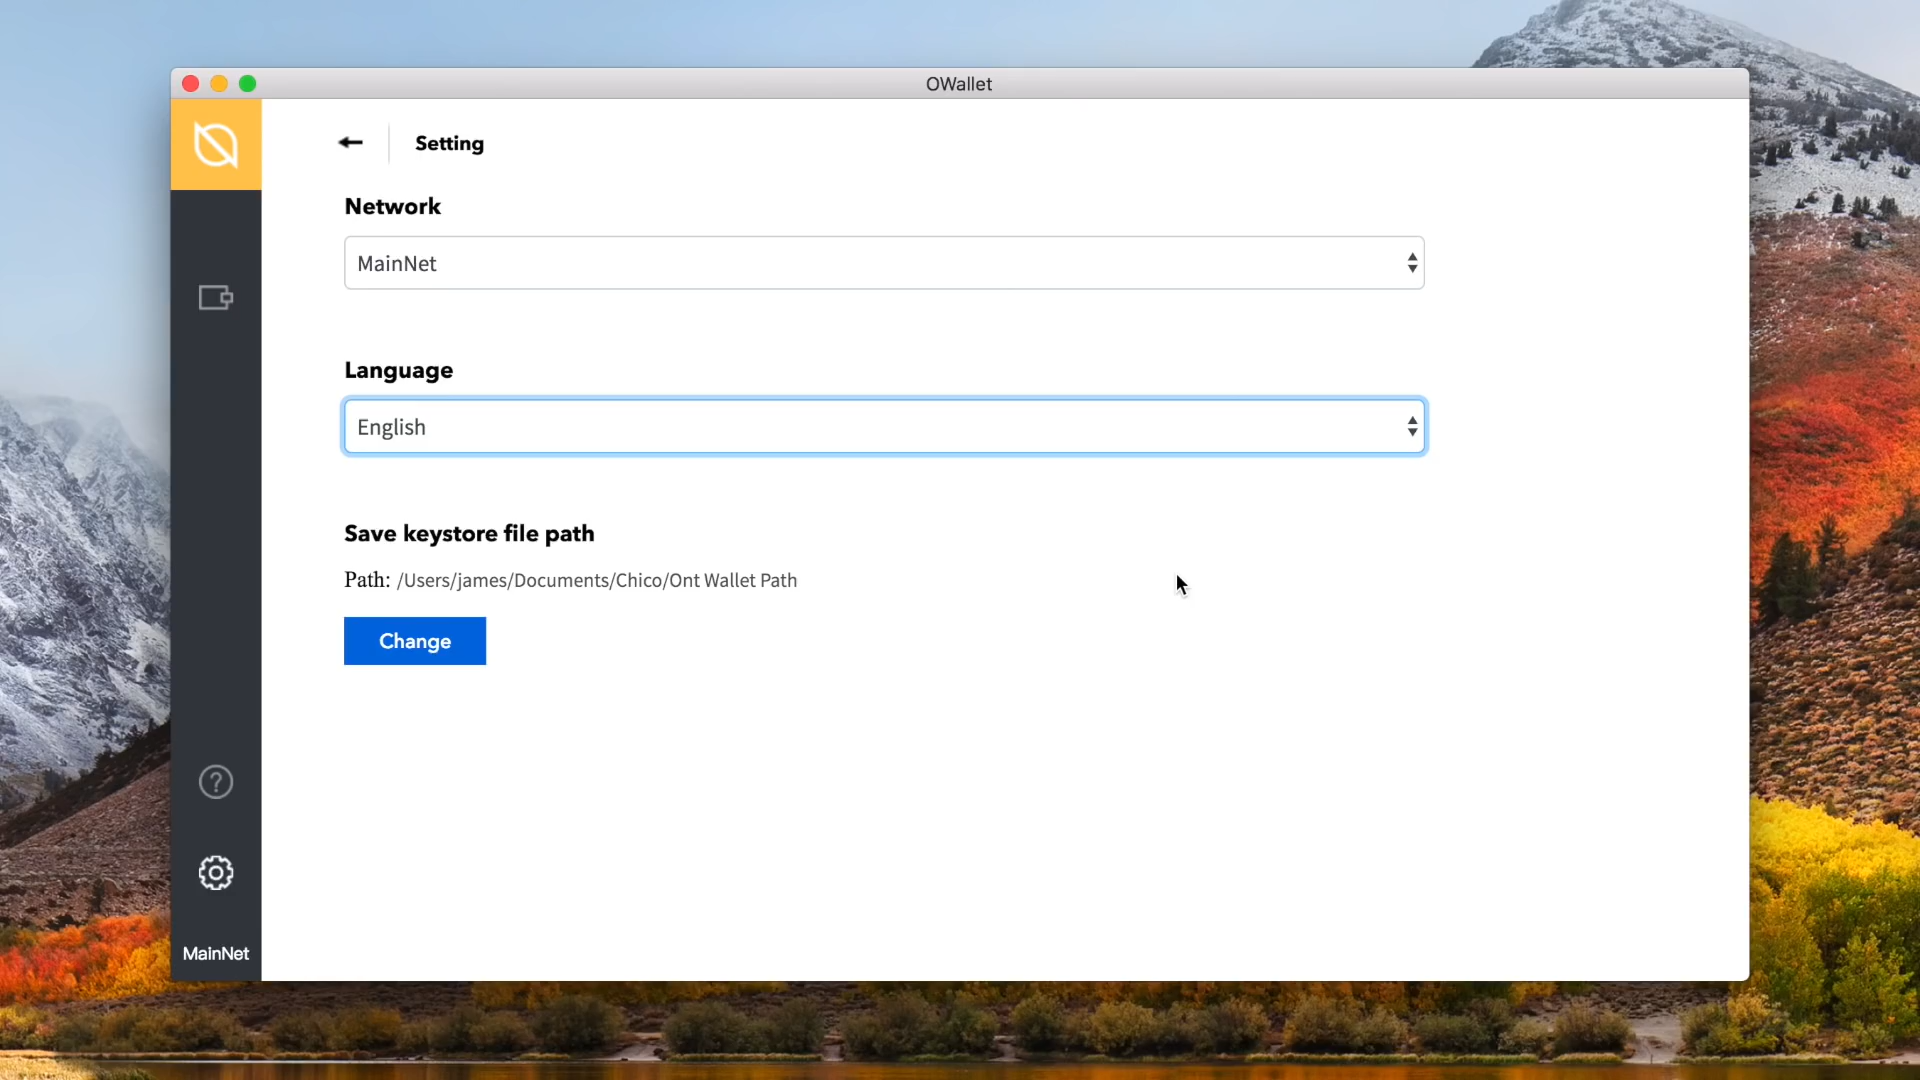 OWallet
Setting
Network
MainNet
Language
English
Save keystore file path
Path: /Users/james/Documents/Chico/Ont Wallet Path
Change
MainNet